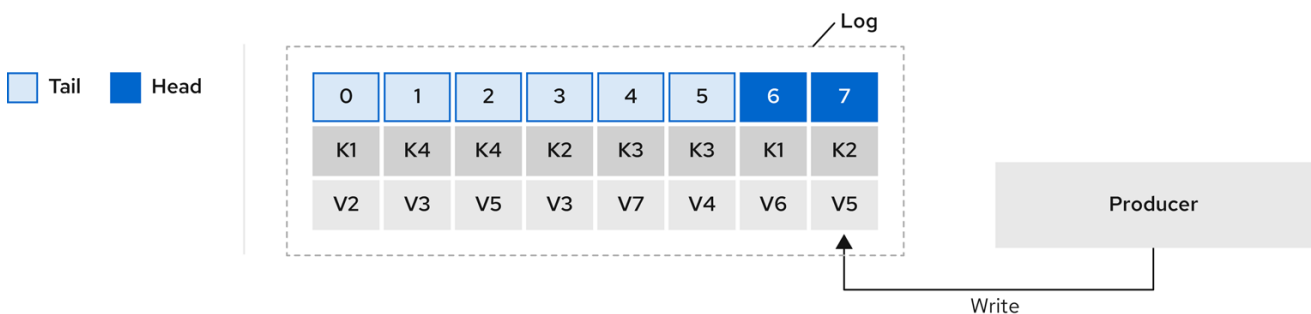 Log
Tail Head
0 1 2 3 4 5 6 7
K1 K4 K4 K2 K3 K3 K1 K2
V2 V3 V5 V3 V7 V4 V6 V5
Producer
Write